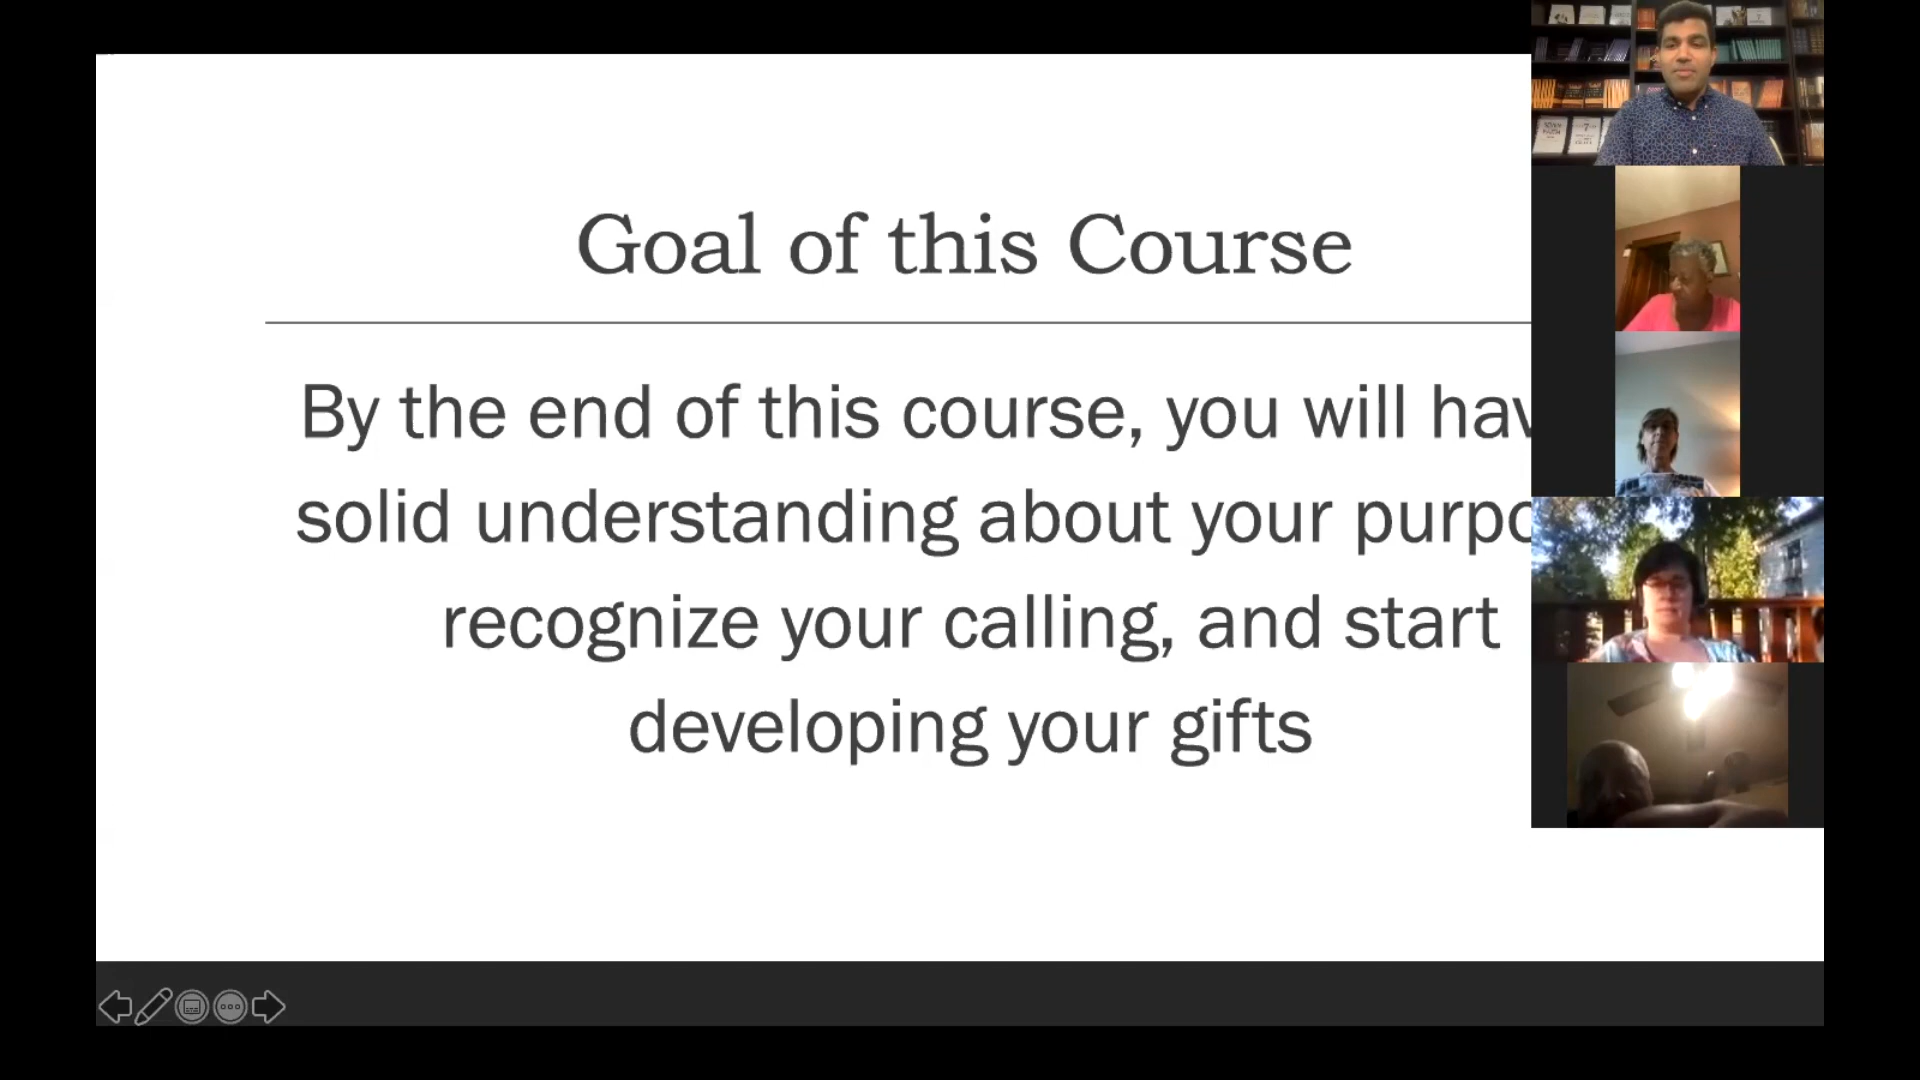 Goal of this Course
By the end of this course, you will hav
solid understanding about your purpo
recognize your calling, and start
developing your gifts